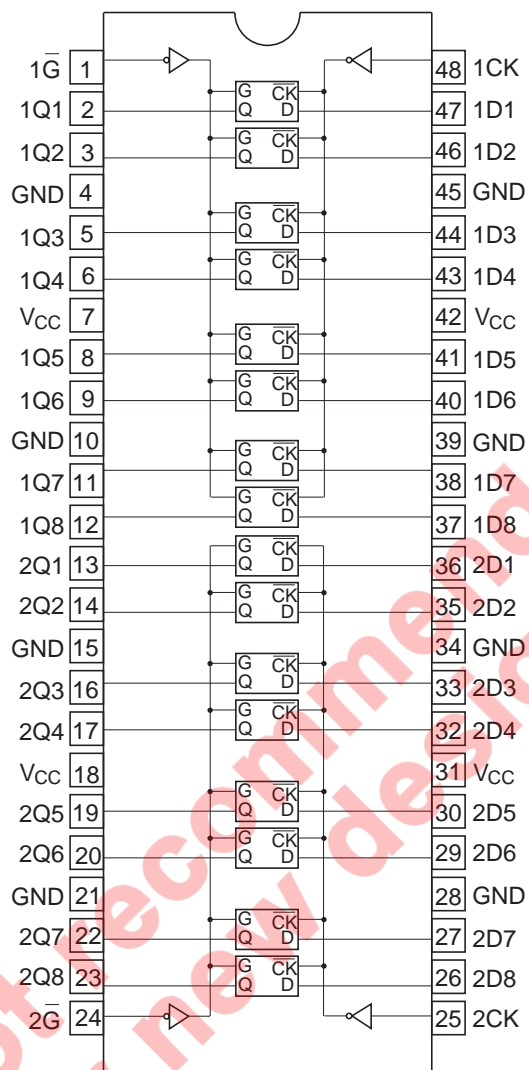 1G̅ 1 48 1CK
1Q1 2 G C̅K̅ Q D 47 1D1
1Q2 3 G C̅K̅ Q D 46 1D2
GND 4 45 GND
1Q3 5 G C̅K̅ Q D 44 1D3
1Q4 6 G C̅K̅ Q D 43 1D4
VCC 7 42 VCC
1Q5 8 G C̅K̅ Q D 41 1D5
1Q6 9 G C̅K̅ Q D 40 1D6
GND 10 39 GND
1Q7 11 G C̅K̅ Q D 38 1D7
1Q8 12 G C̅K̅ Q D 37 1D8
2Q1 13 G C̅K̅ Q D 36 2D1
2Q2 14 G C̅K̅ Q D 35 2D2
GND 15 34 GND
2Q3 16 G C̅K̅ Q D 33 2D3
2Q4 17 G C̅K̅ Q D 32 2D4
VCC 18 31 VCC
2Q5 19 G C̅K̅ Q D 30 2D5
2Q6 20 G C̅K̅ Q D 29 2D6
GND 21 28 GND
2Q7 22 G C̅K̅ Q D 27 2D7
2Q8 23 G C̅K̅ Q D 26 2D8
2G̅ 24 25 2CK
ot recommend
new desig